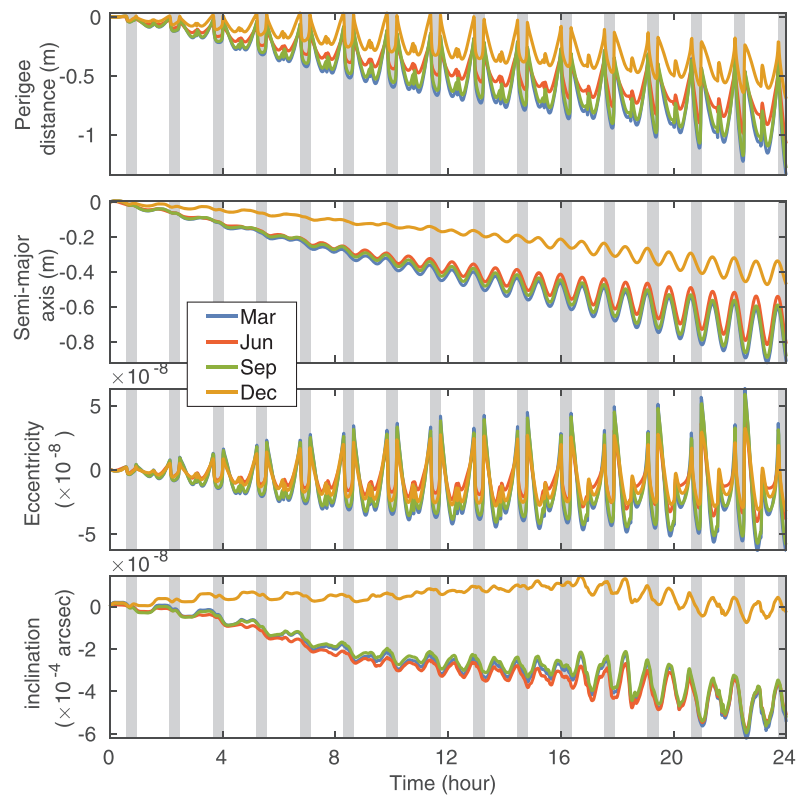 Perigee
distance (m)
0
-0.5
-1
Semi-major
axis (m)
0
-0.2
-0.4
-0.6
-0.8
Mar
Jun
Sep
Dec
×10-8
Eccentricity
(×10-8 )
5
0
-5
×10-8
inclination
(×10-4 arcsec)
0
-2
-4
-6
0 4 8 12 16 20 24
Time (hour)